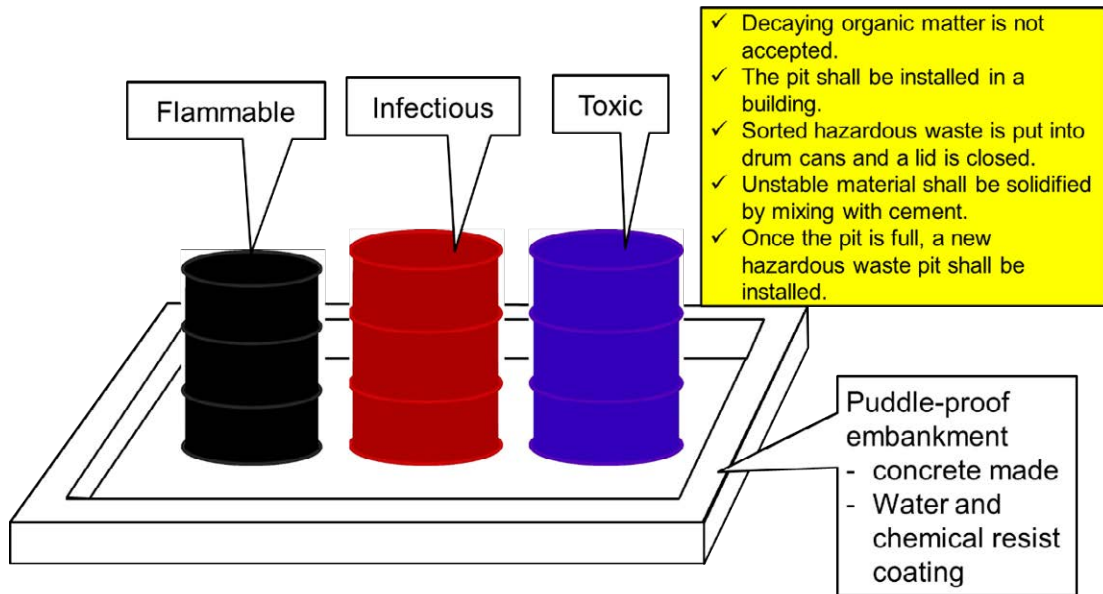 Flammable
Infectious
Toxic
✓ Decaying organic matter is not
accepted.
✓ The pit shall be installed in a
building.
✓ Sorted hazardous waste is put into
drum cans and a lid is closed.
✓ Unstable material shall be solidified
by mixing with cement.
✓ Once the pit is full, a new
hazardous waste pit shall be
installed.
Puddle-proof
embankment
- concrete made
- Water and
chemical resist
coating